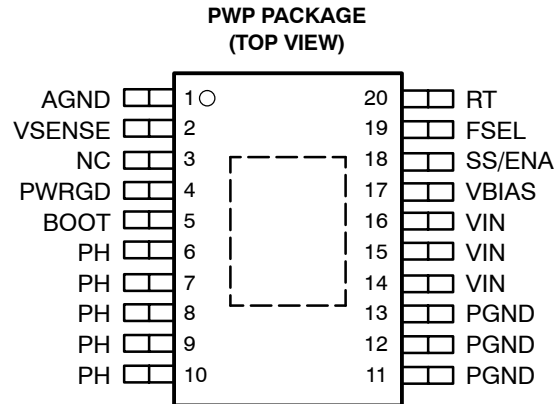 PWP PACKAGE
(TOP VIEW)
AGND 1 20 RT
VSENSE 2 19 FSEL
NC 3 18 SS/ENA
PWRGD 4 17 VBIAS
BOOT 5 16 VIN
PH 6 15 VIN
PH 7 14 VIN
PH 8 13 PGND
PH 9 12 PGND
PH 10 11 PGND